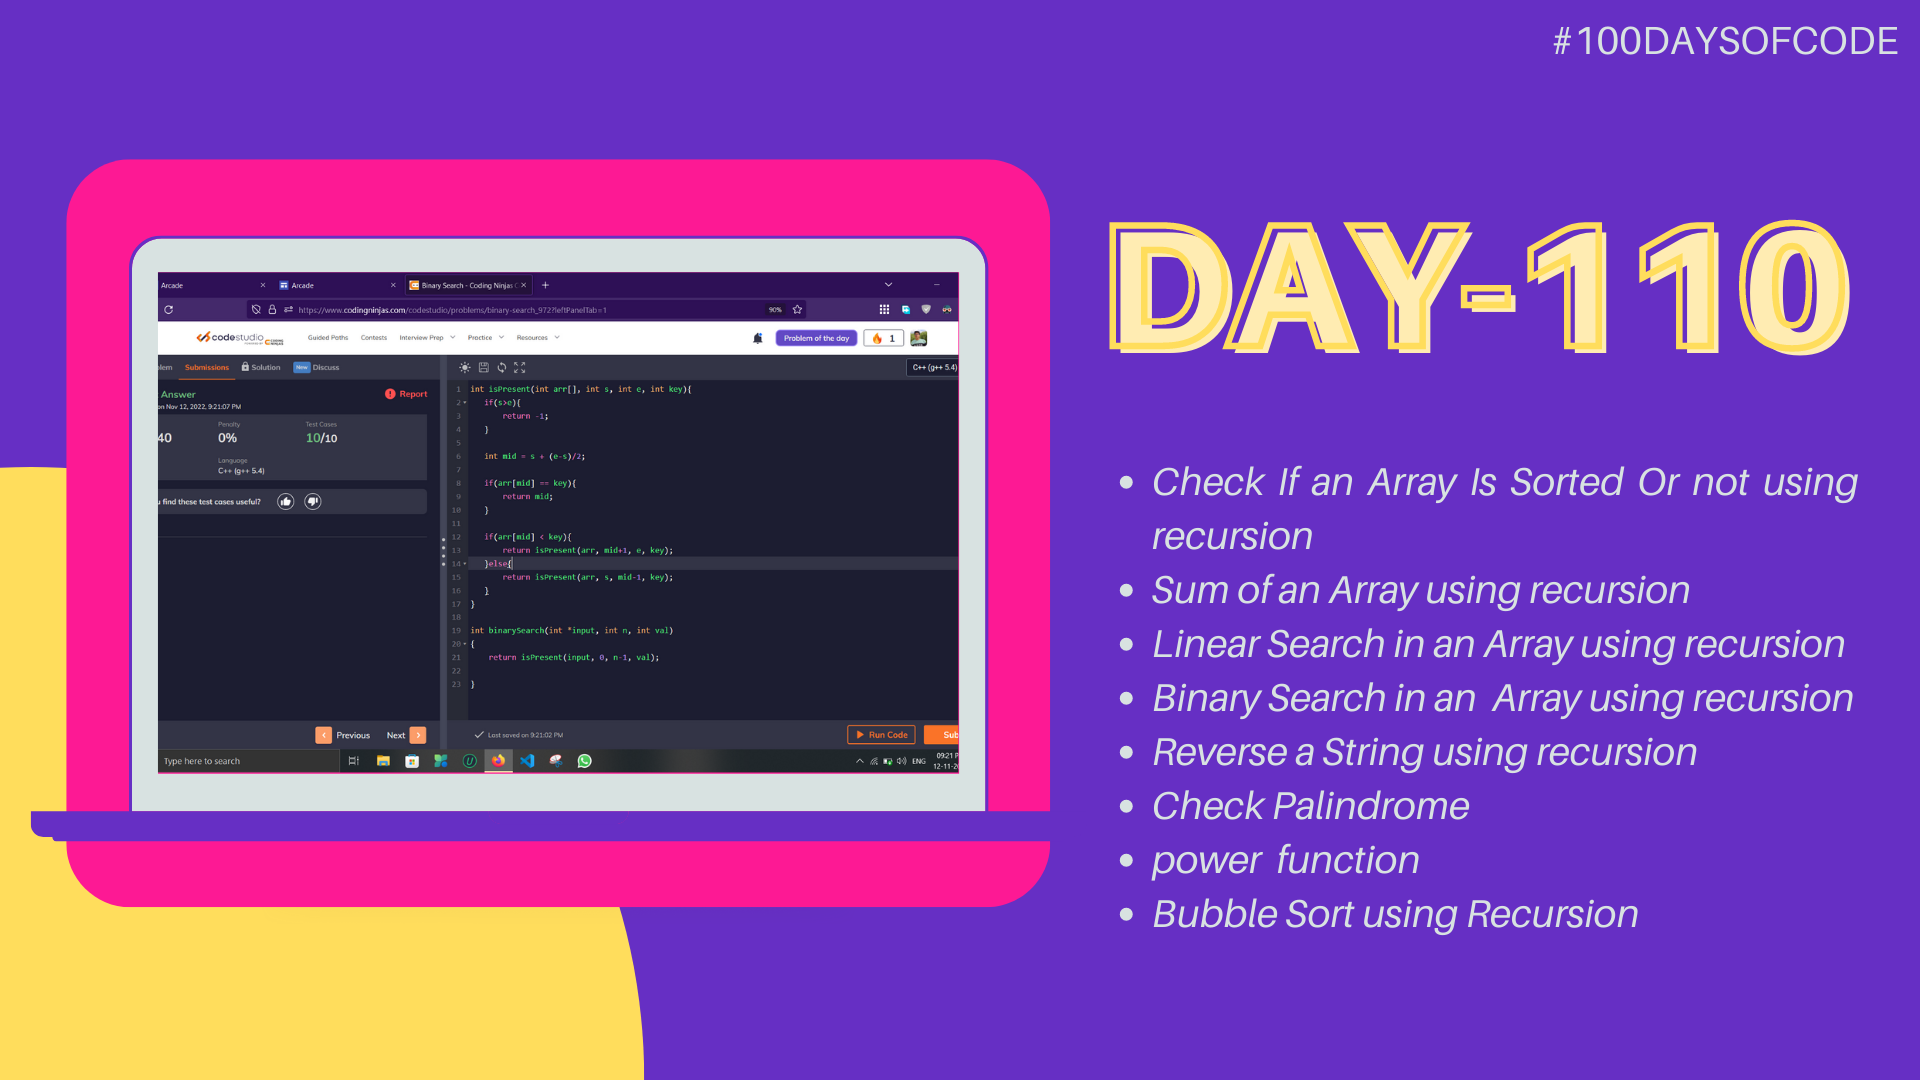 #100DAYSOFCODE
DAY-110
Check If an Array Is Sorted Or not using
recursion
Sum of an Array using recursion
Linear Search in an Array using recursion
Binary Search in an Array using recursion
Reverse a String using recursion
Check Palindrome
power function
Bubble Sort using Recursion
Arcade
Arcade
Binary Search - Coding Ninjas
https://www.codingninjas.com/codestudio/problems/binary-search_972?leftPanelTab=1
90%
codestudio
Guided Paths Contests Interview Prep Practice Resources
Problem of the day
1
Submissions Solution New Discuss
C++ (g++ 5.4)
Answer
Report
on Nov 12, 2022, 9:21:07 PM
Penalty Test Cases
40 0% 10/10
Language
C++ (g++ 5.4)
find these test cases useful?
1 int isPresent(int arr[], int s, int e, int key){
2 if(s>e){
3 return -1;
4 }
5
6 int mid = s + (e-s)/2;
7
8 if(arr[mid] == key){
9 return mid;
10 }
11
12 if(arr[mid] < key){
13 return isPresent(arr, mid+1, e, key);
14 }else{
15 return isPresent(arr, s, mid-1, key);
16 }
17 }
18
19 int binarySearch(int *input, int n, int val)
20 {
21 return isPresent(input, 0, n-1, val);
22
23 }
Previous Next
Last saved on 9:21:02 PM
Run Code
Type here to search
ENG